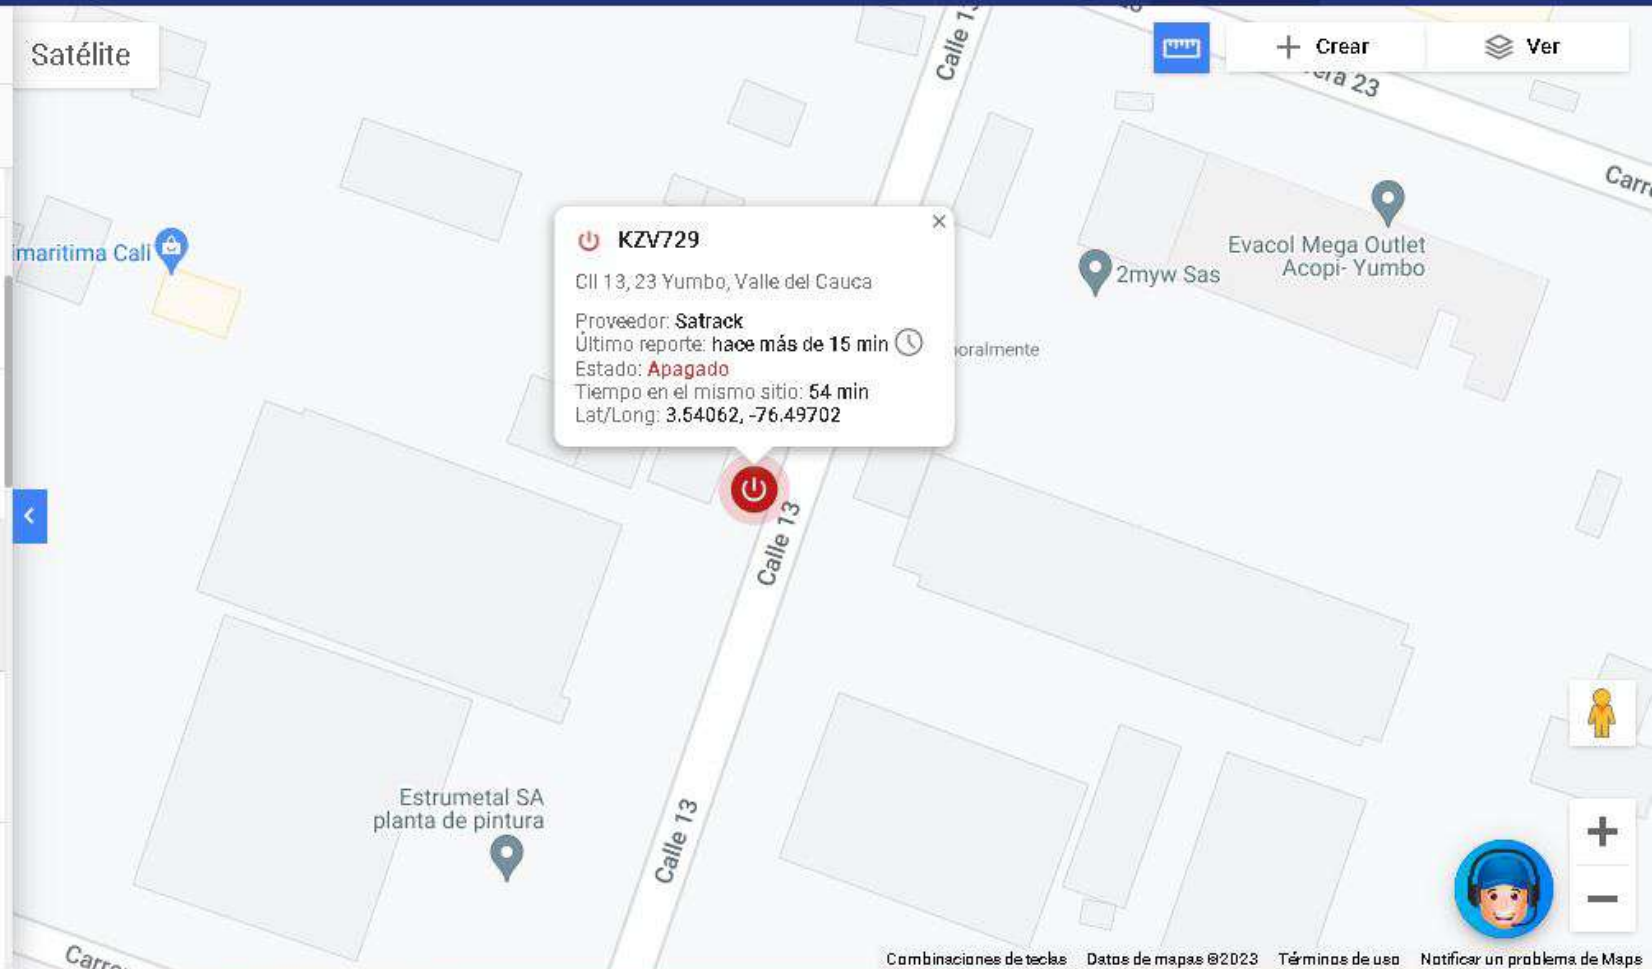 Satélite
Calle 13
Crear
Ver
era 23
imaritima Cali
KZV729
Cll 13, 23 Yumbo, Valle del Cauca
Proveedor: Satrack
Último reporte: hace más de 15 min
Estado: Apagado
Tiempo en el mismo sitio: 54 min
Lat/Long: 3.54062, -76.49702
Evacol Mega Outlet
Acopi- Yumbo
2myw Sas
oralmente
Calle 13
Estrumetal SA
planta de pintura
Calle 13
Combinaciones de teclas Datos de mapas ©2023 Términos de uso Notificar un problema de Maps